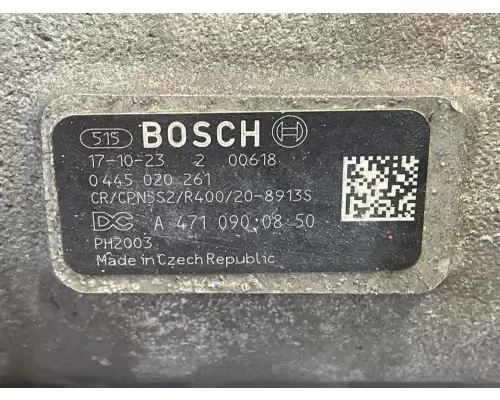 515 BOSCH
17-10-23 2 00618
0 445 020 261
CR/CPN5S2/R400/20-8913S
DC A 471 090 08 50
PH2003
Made in Czech Republic